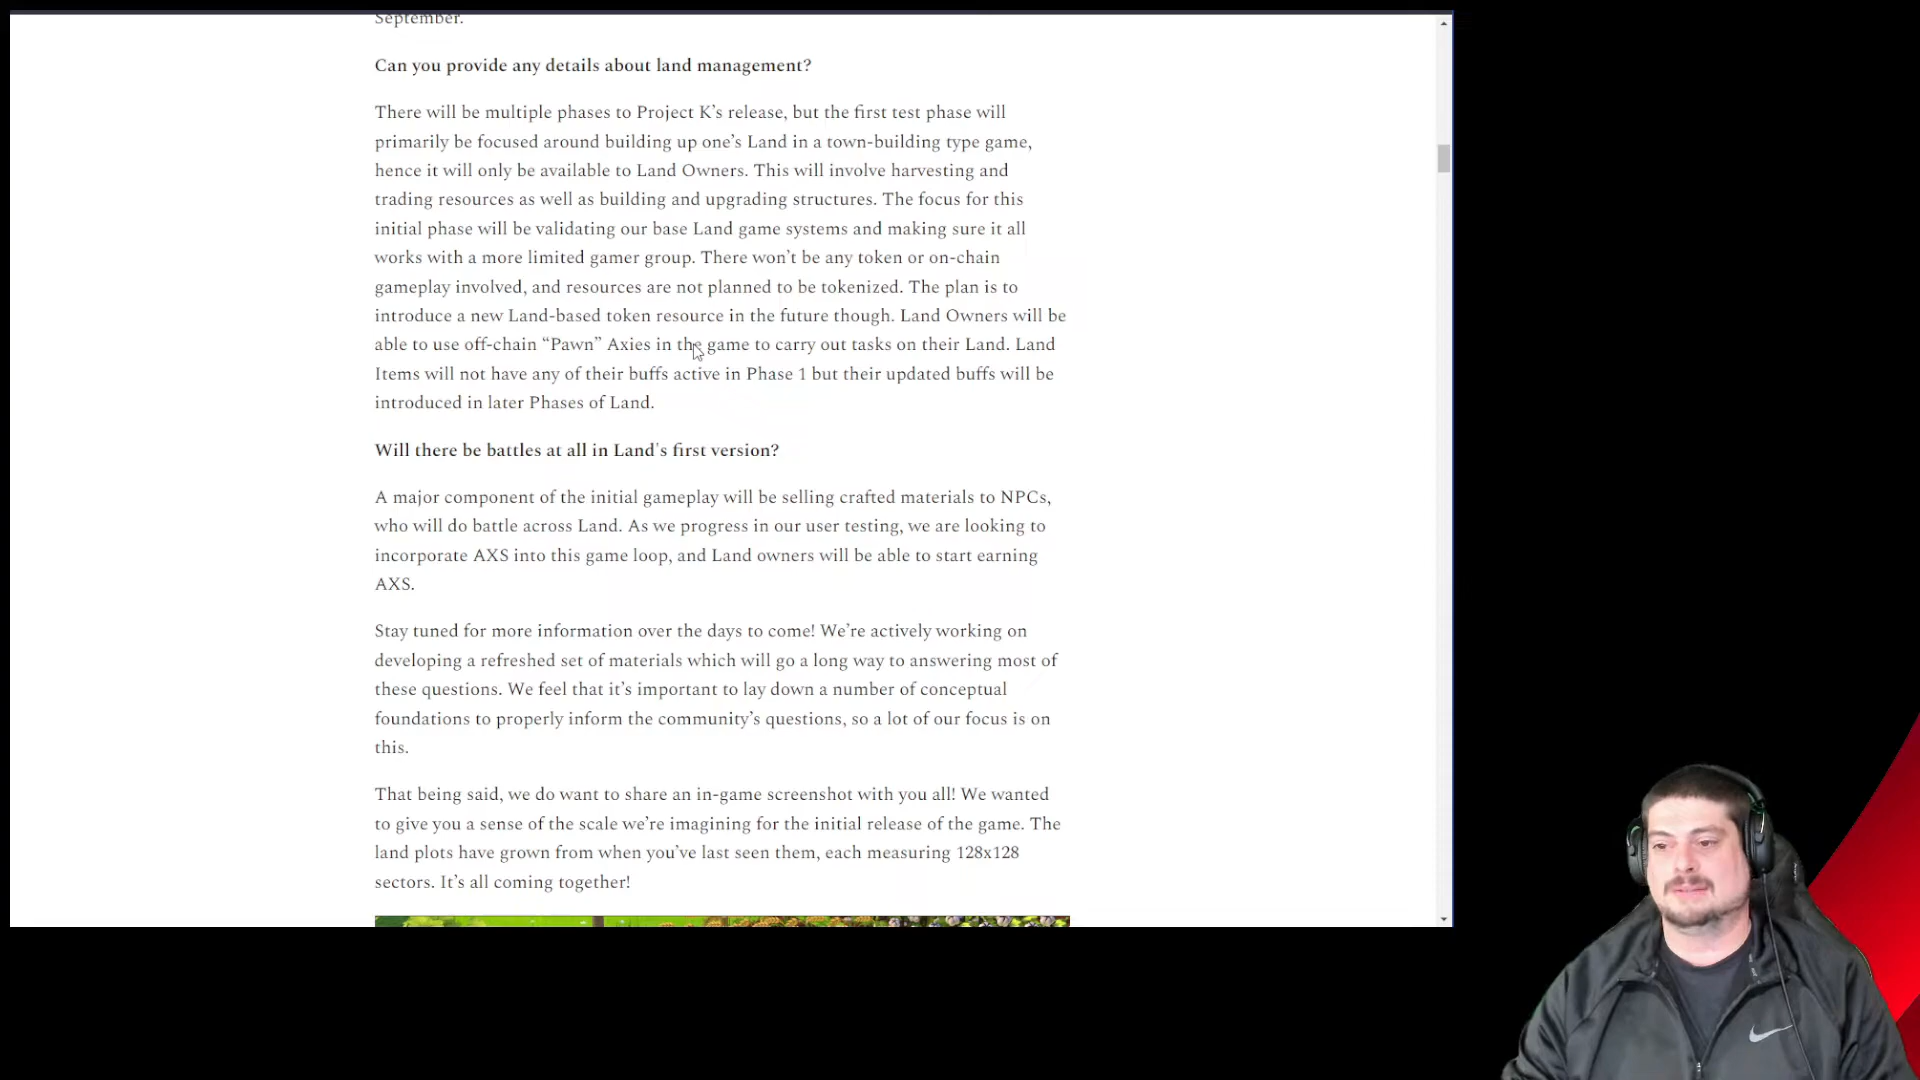 September.
Can you provide any details about land management?
There will be multiple phases to Project K’s release, but the first test phase will
primarily be focused around building up one’s Land in a town-building type game,
hence it will only be available to Land Owners. This will involve harvesting and
trading resources as well as building and upgrading structures. The focus for this
initial phase will be validating our base Land game systems and making sure it all
works with a more limited gamer group. There won’t be any token or on-chain
gameplay involved, and resources are not planned to be tokenized. The plan is to
introduce a new Land-based token resource in the future though. Land Owners will be
able to use off-chain “Pawn” Axies in the game to carry out tasks on their Land. Land
Items will not have any of their buffs active in Phase 1 but their updated buffs will be
introduced in later Phases of Land.
Will there be battles at all in Land's first version?
A major component of the initial gameplay will be selling crafted materials to NPCs,
who will do battle across Land. As we progress in our user testing, we are looking to
incorporate AXS into this game loop, and Land owners will be able to start earning
AXS.
Stay tuned for more information over the days to come! We’re actively working on
developing a refreshed set of materials which will go a long way to answering most of
these questions. We feel that it’s important to lay down a number of conceptual
foundations to properly inform the community’s questions, so a lot of our focus is on
this.
That being said, we do want to share an in-game screenshot with you all! We wanted
to give you a sense of the scale we’re imagining for the initial release of the game. The
land plots have grown from when you’ve last seen them, each measuring 128x128
sectors. It’s all coming together!